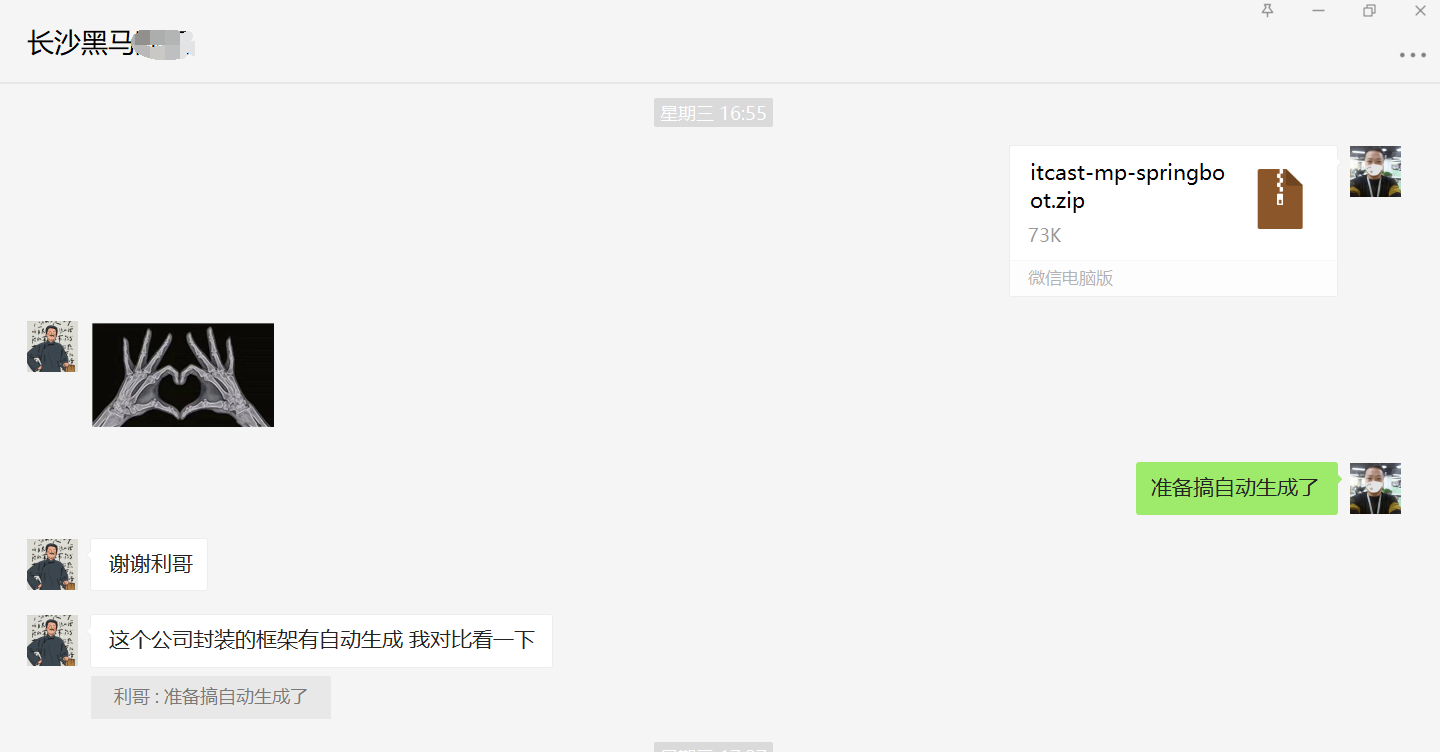 长沙黑马
星期三 16:55
itcast-mp-springbo
ot.zip
73K
微信电脑版
准备搞自动生成了
谢谢利哥
这个公司封装的框架有自动生成 我对比看一下
利哥 : 准备搞自动生成了